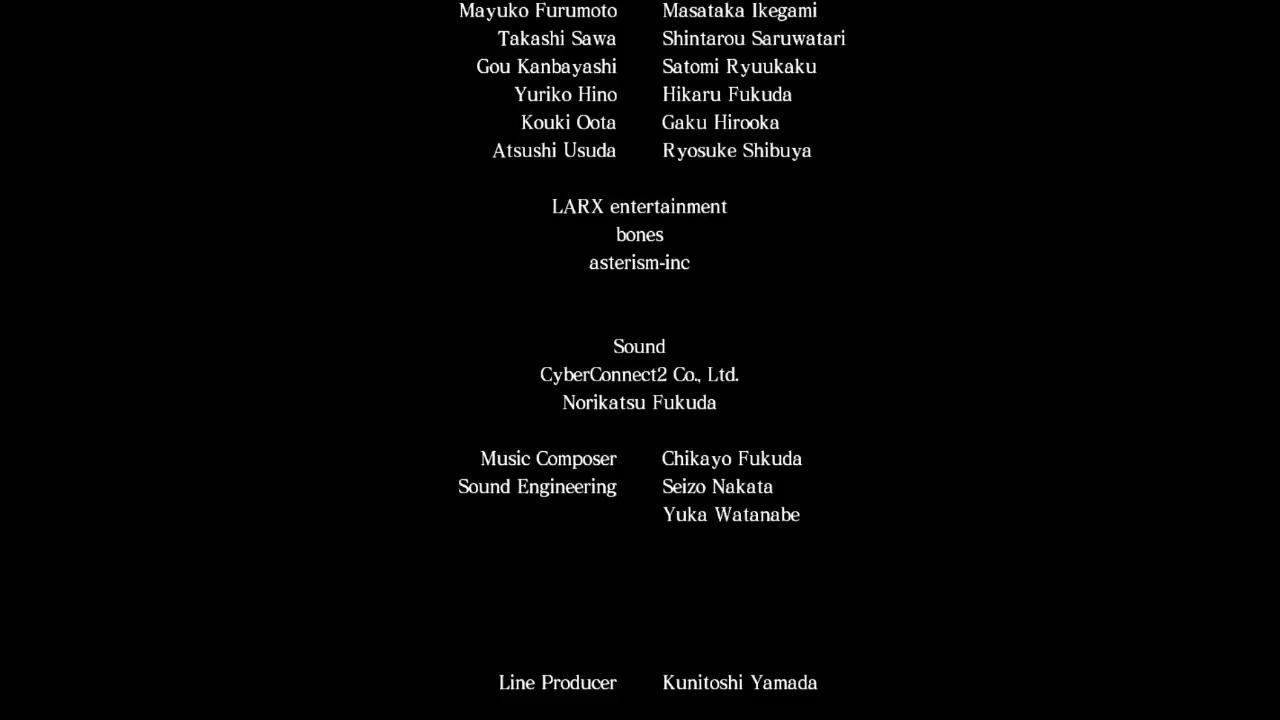 Mayuko Furumoto Masataka Ikegami
Takashi Sawa Shintarou Saruwatari
Gou Kanbayashi Satomi Ryuukaku
Yuriko Hino Hikaru Fukuda
Kouki Oota Gaku Hirooka
Atsushi Usuda Ryosuke Shibuya
LARX entertainment
bones
asterism-inc
Sound
CyberConnect2 Co., Ltd.
Norikatsu Fukuda
Music Composer Chikayo Fukuda
Sound Engineering Seizo Nakata
Yuka Watanabe
Line Producer Kunitoshi Yamada